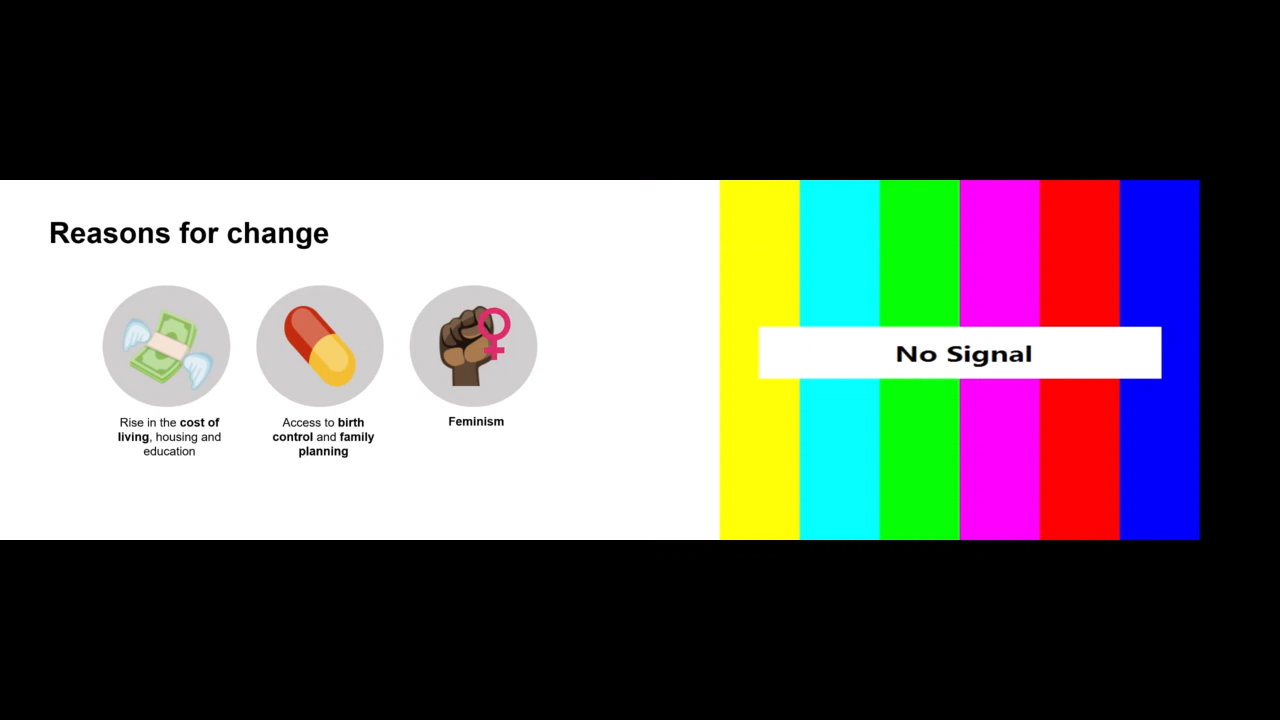 Reasons for change
Rise in the cost of
living, housing and
education
Access to birth
control and family
planning
Feminism
No Signal